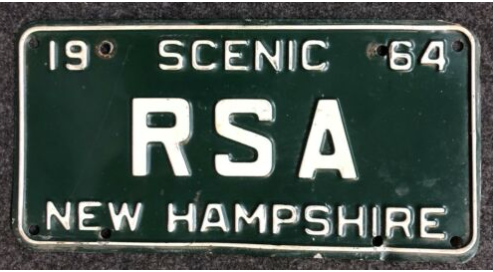 19 SCENIC 64
RSA
NEW HAMPSHIRE